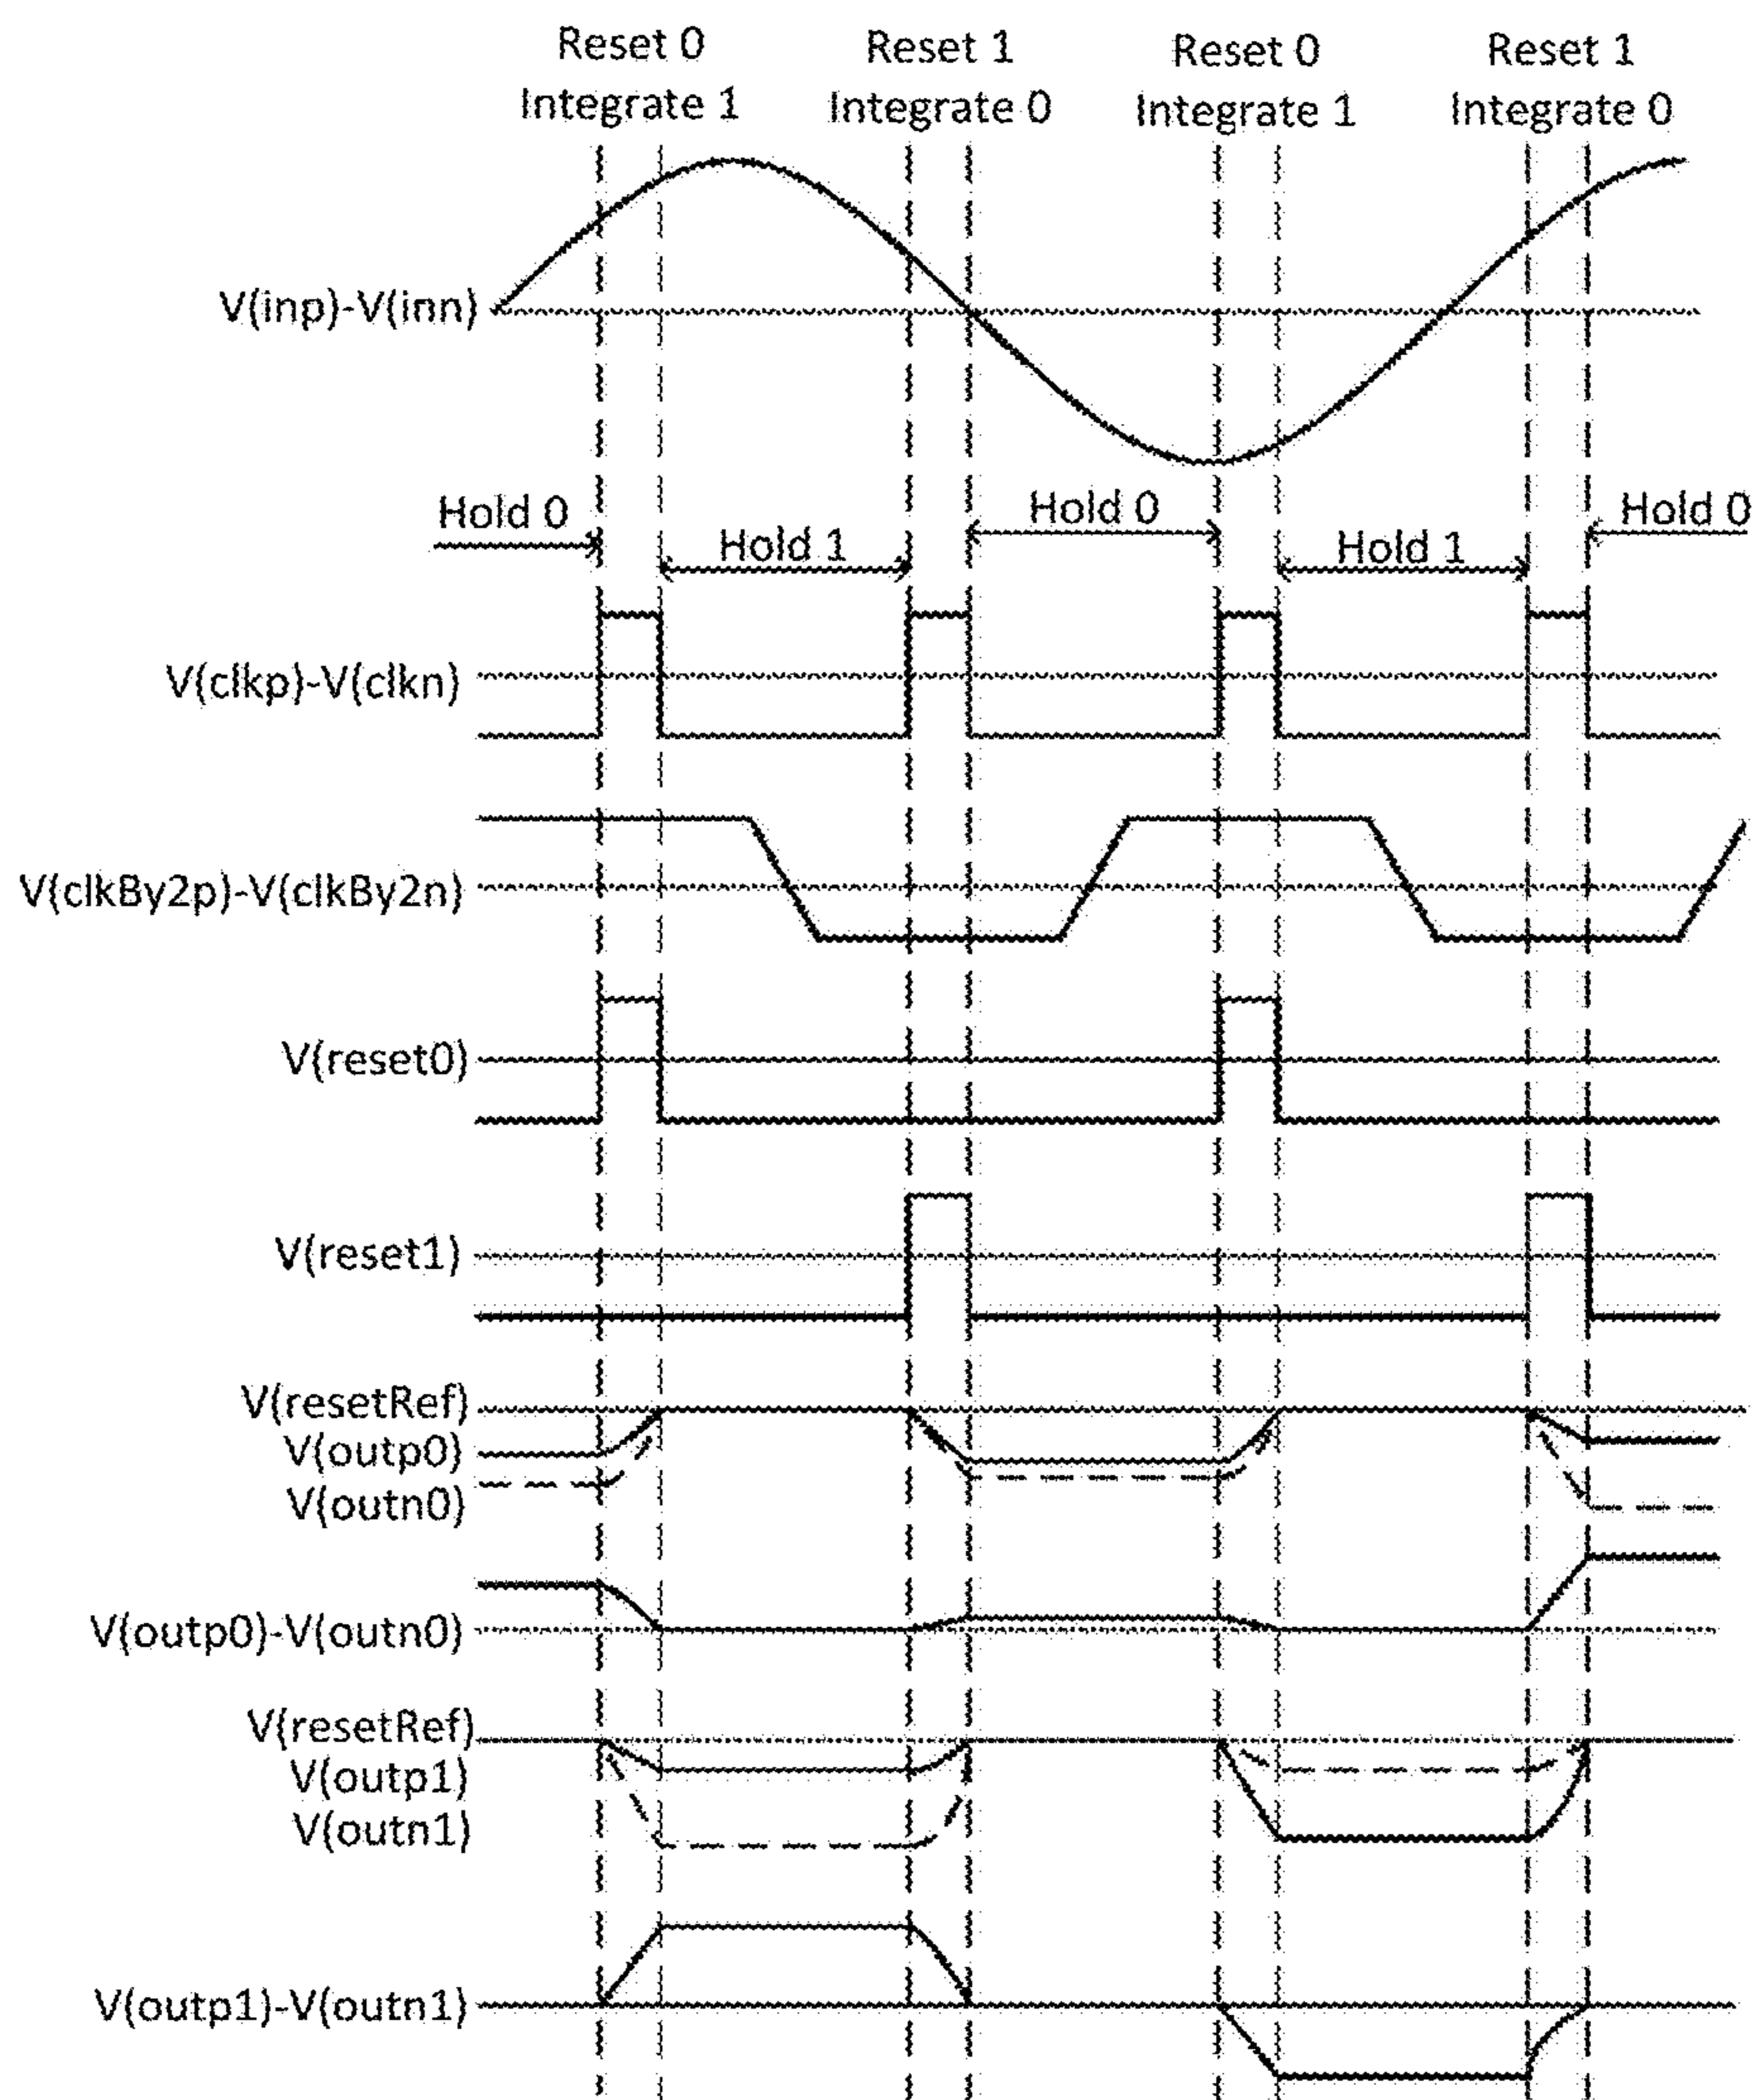 Reset 0 Reset 1 Reset 0 Reset 1
Integrate 1 Integrate 0 Integrate 1 Integrate 0
V(inp)-V(inn)
Hold 0 Hold 1 Hold 0 Hold 1 Hold 0
V(clkp)-V(clkn)
V(clkBy2p)-V(clkBy2n)
V(reset0)
V(reset1)
V(resetRef)
V(outp0)
V(outn0)
V(outp0)-V(outn0)
V(resetRef)
V(outp1)
V(outn1)
V(outp1)-V(outn1)